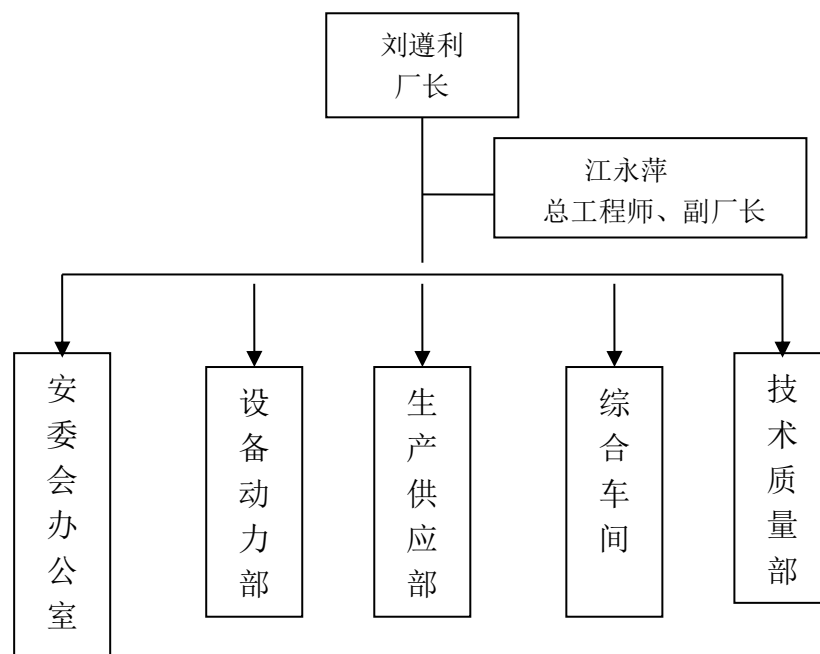 刘遵利
厂长
江永萍
总工程师、副厂长
安委会办公室
设备动力部
生产供应部
综合车间
技术质量部